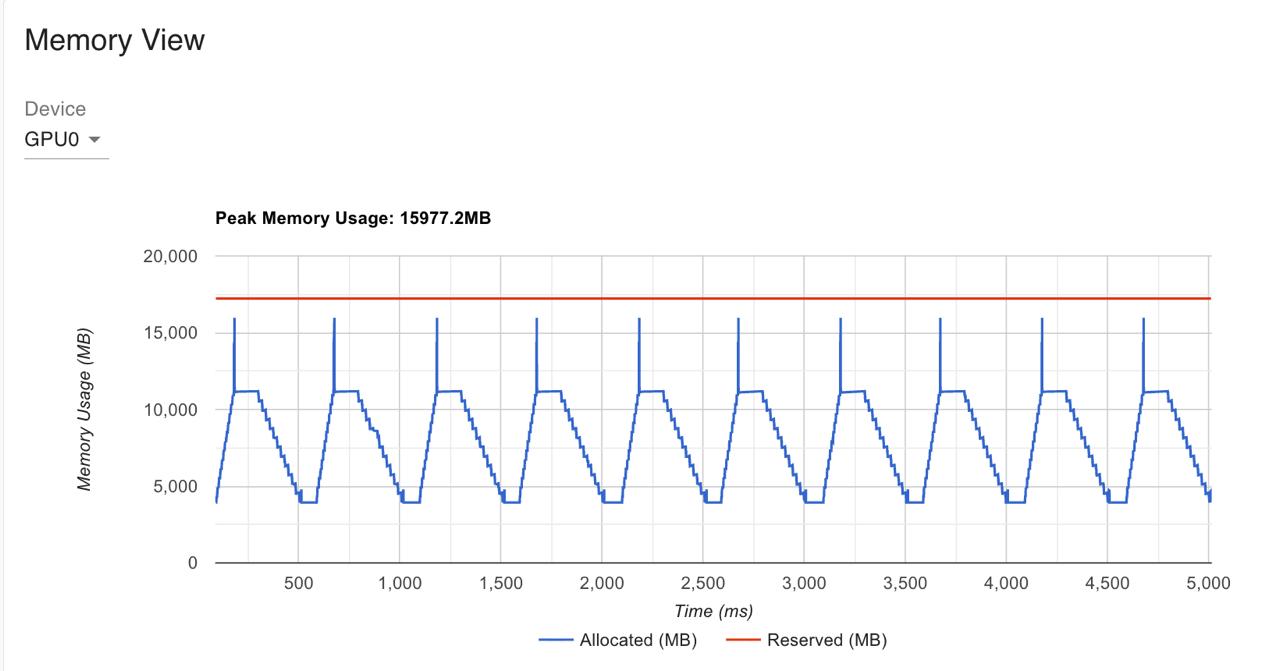 Memory View
Device
GPU0
Peak Memory Usage: 15977.2MB
20,000
15,000
10,000
5,000
0
Memory Usage (MB)
500 1,000 1,500 2,000 2,500 3,000 3,500 4,000 4,500 5,000
Time (ms)
Allocated (MB) Reserved (MB)